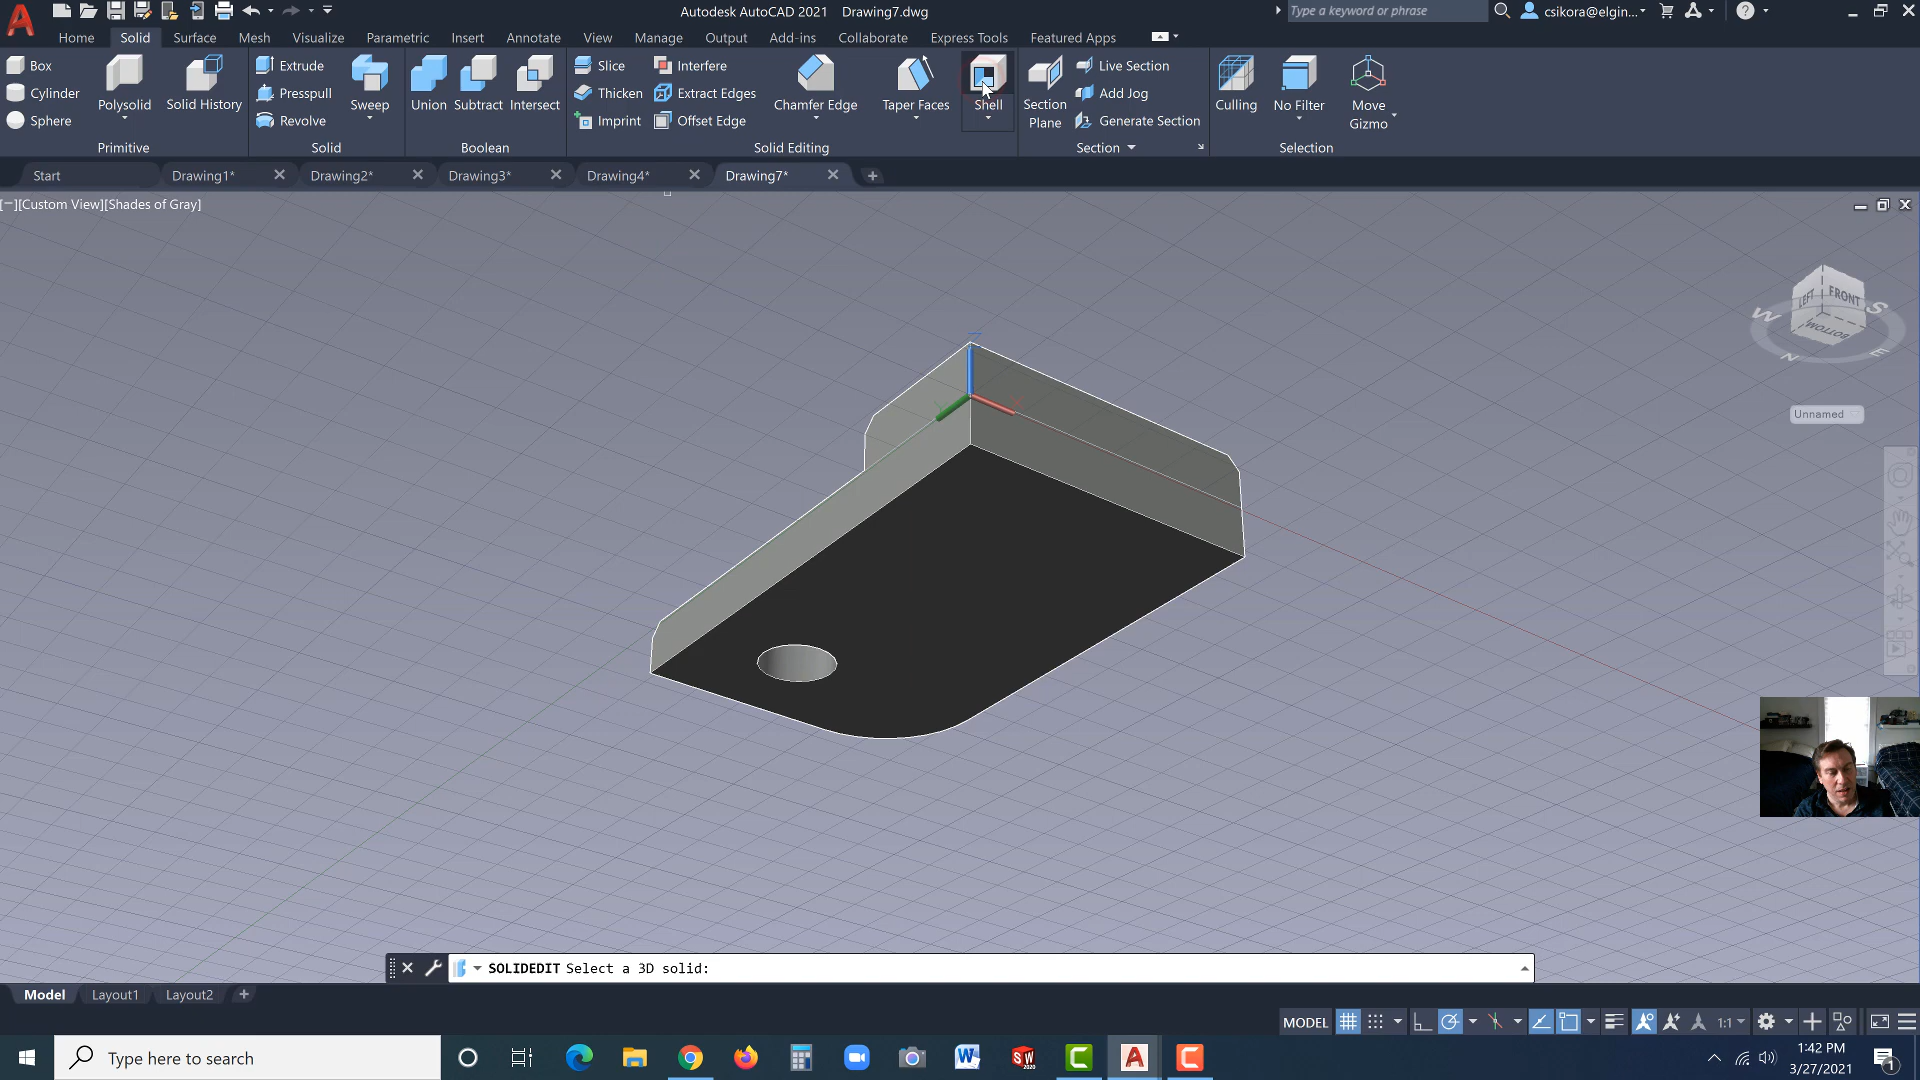 Autodesk AutoCAD 2021 Drawing7.dwg
Type a keyword or phrase
csikora@elgin...
Home Solid Surface Mesh Visualize Parametric Insert Annotate View Manage Output Add-ins Collaborate Express Tools Featured Apps
Box
Cylinder
Sphere
Polysolid
Solid History
Primitive
Extrude
Presspull
Revolve
Sweep
Solid
Union
Subtract
Intersect
Boolean
Slice
Thicken
Imprint
Interfere
Extract Edges
Offset Edge
Chamfer Edge
Taper Faces
Shell
Solid Editing
Section
Plane
Live Section
Add Jog
Generate Section
Section
Culling
No Filter
Move
Gizmo
Selection
Start Drawing1* Drawing2* Drawing3* Drawing4* Drawing7*
[−][Custom View][Shades of Gray]
LEFT FRONT
BOTTOM
W S
N E
Unnamed
SOLIDEDIT Select a 3D solid:
Model Layout1 Layout2
MODEL
1:1
Type here to search
SW
2020
1:42 PM
3/27/2021
1